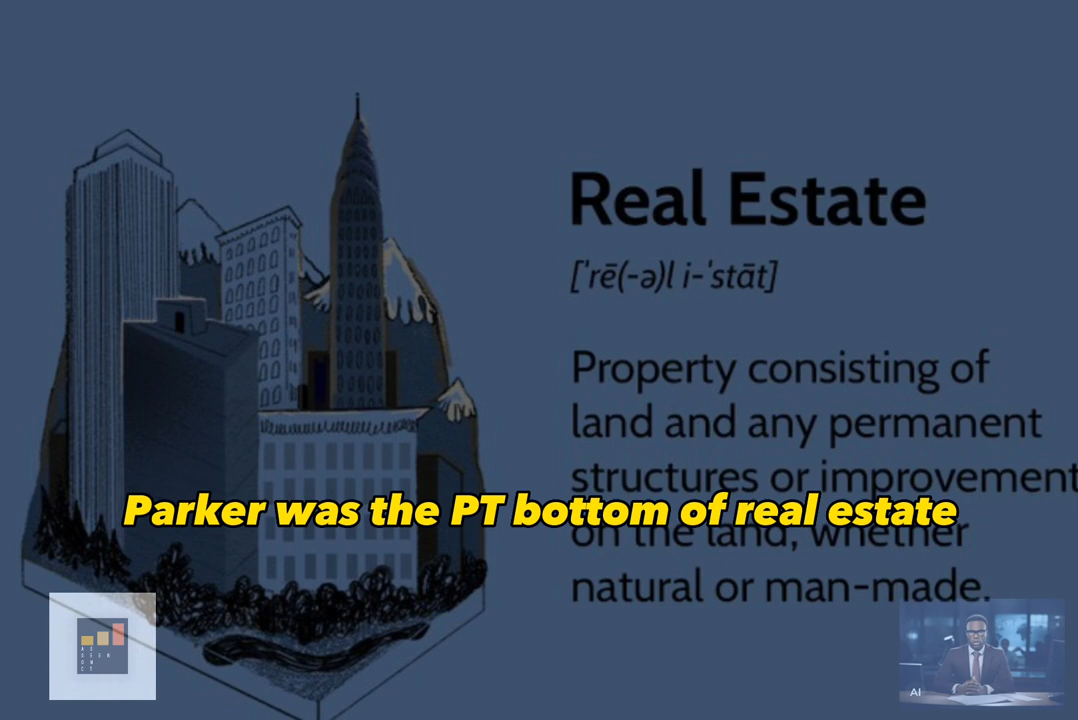 Real Estate
['rē(-ə)l i-'stāt]
Property consisting of
land and any permanent
structures or improvement
on the land, whether
natural or man-made.
Parker was the PT bottom of real estate
AI